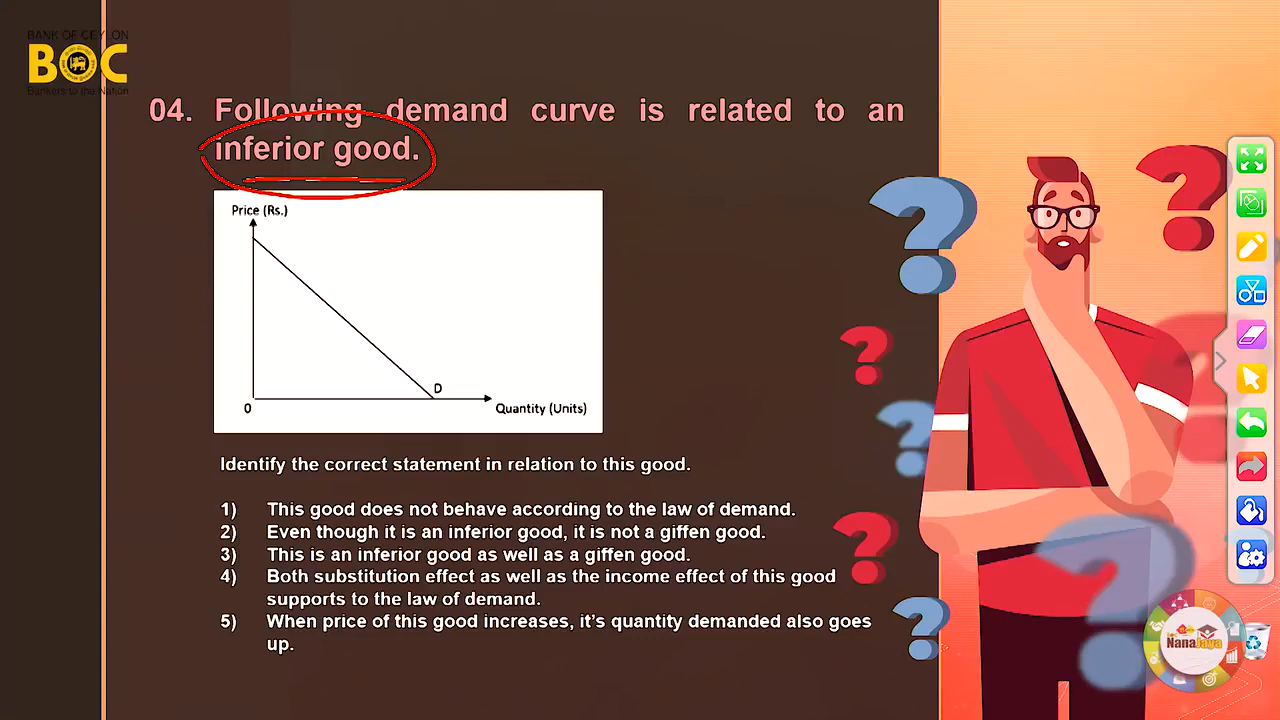 BANK OF CEYLON
BOC
Bankers to the Nation
04. Following demand curve is related to an
inferior good.
Price (Rs.)
D
0
Quantity (Units)
Identify the correct statement in relation to this good.
1) This good does not behave according to the law of demand.
2) Even though it is an inferior good, it is not a giffen good.
3) This is an inferior good as well as a giffen good.
4) Both substitution effect as well as the income effect of this good
supports to the law of demand.
5) When price of this good increases, it's quantity demanded also goes
up.
NanaJaya